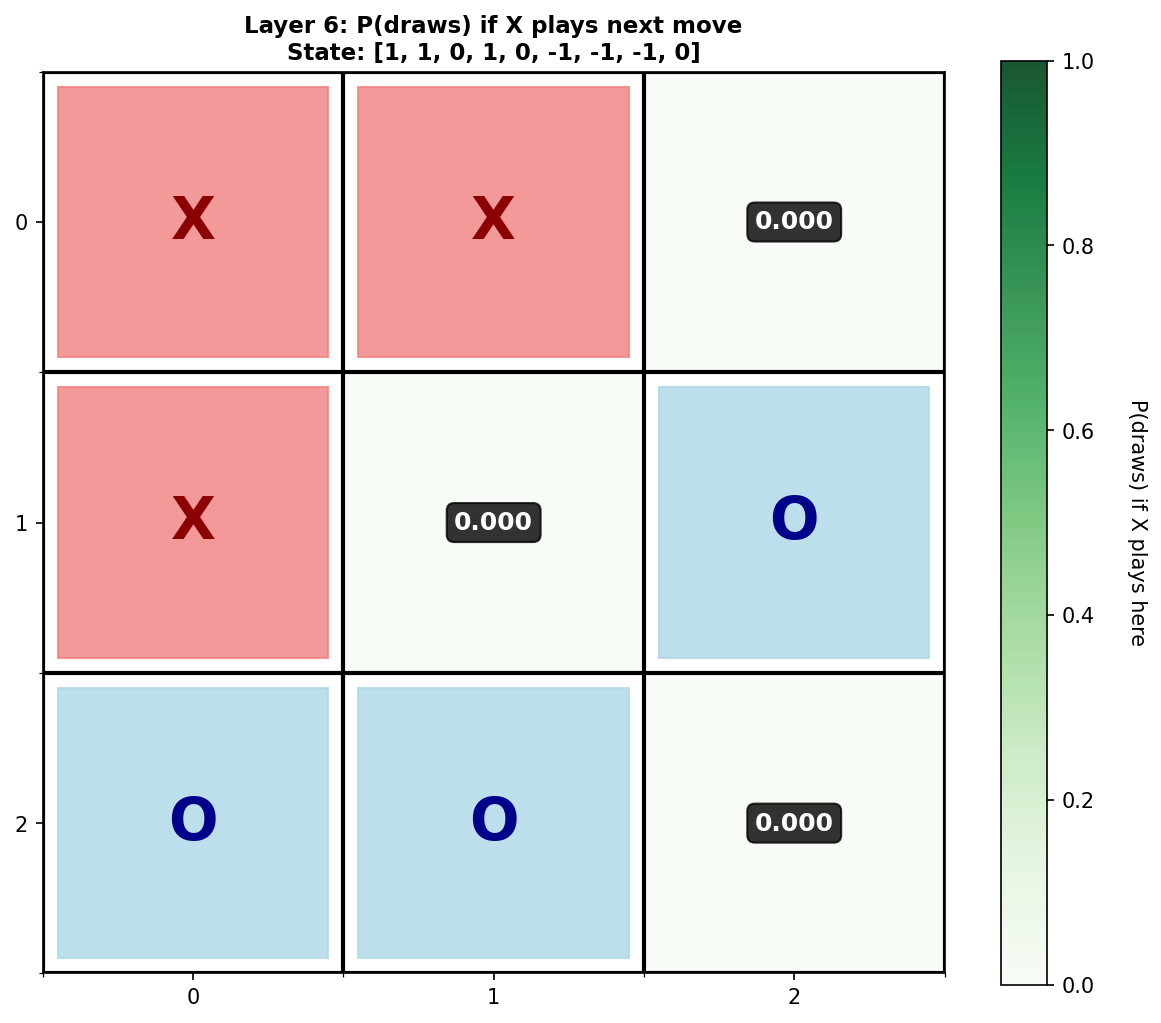 Layer 6: P(draws) if X plays next move
State: [1, 1, 0, 1, 0, -1, -1, -1, 0]
X X 0.000
X 0.000 O
O O 0.000
0
1
2
0 1 2
1.0
0.8
0.6
0.4
0.2
0.0
P(draws) if X plays here